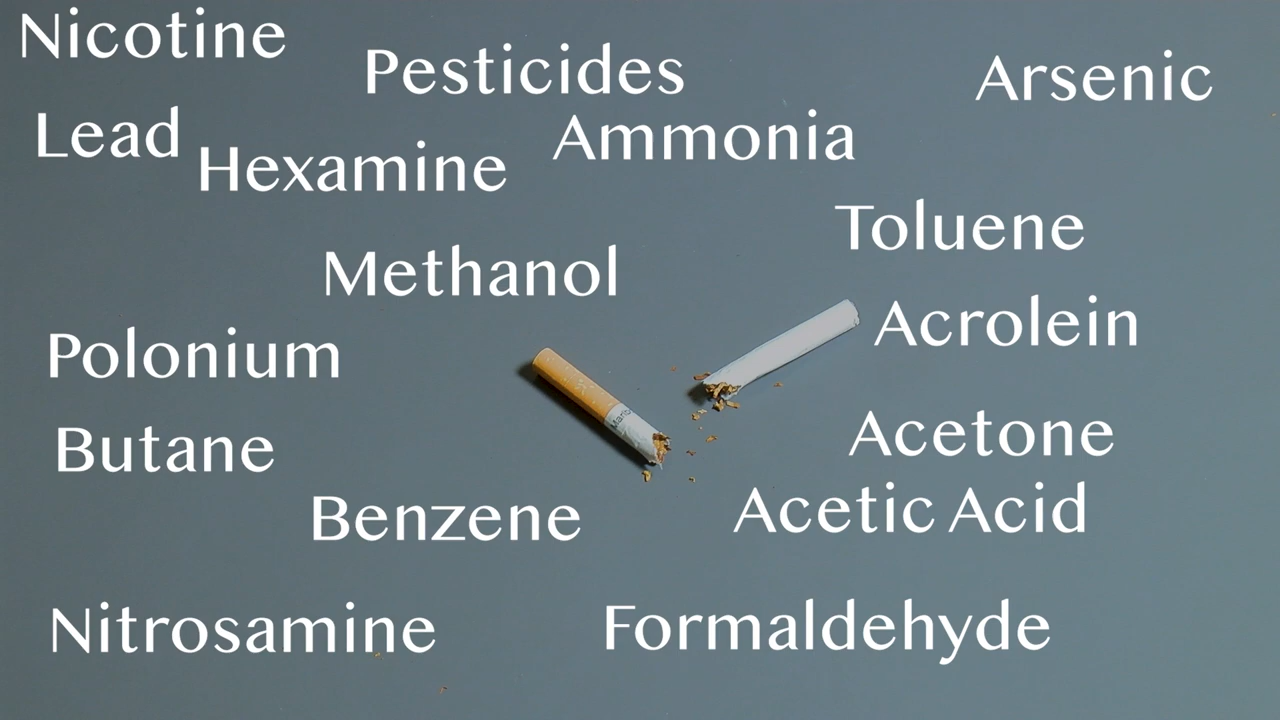 Nicotine
Pesticides
Arsenic
Lead
Hexamine
Ammonia
Toluene
Methanol
Acrolein
Polonium
Acetone
Butane
Acetic Acid
Benzene
Nitrosamine
Formaldehyde